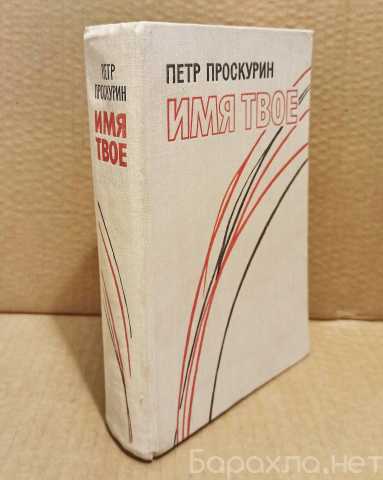 ПЕТР
ПРОСКУРИН
ИМЯ
ТВОЕ
ПЕТР ПРОСКУРИН
ИМЯ ТВОЕ
Барахла.нет